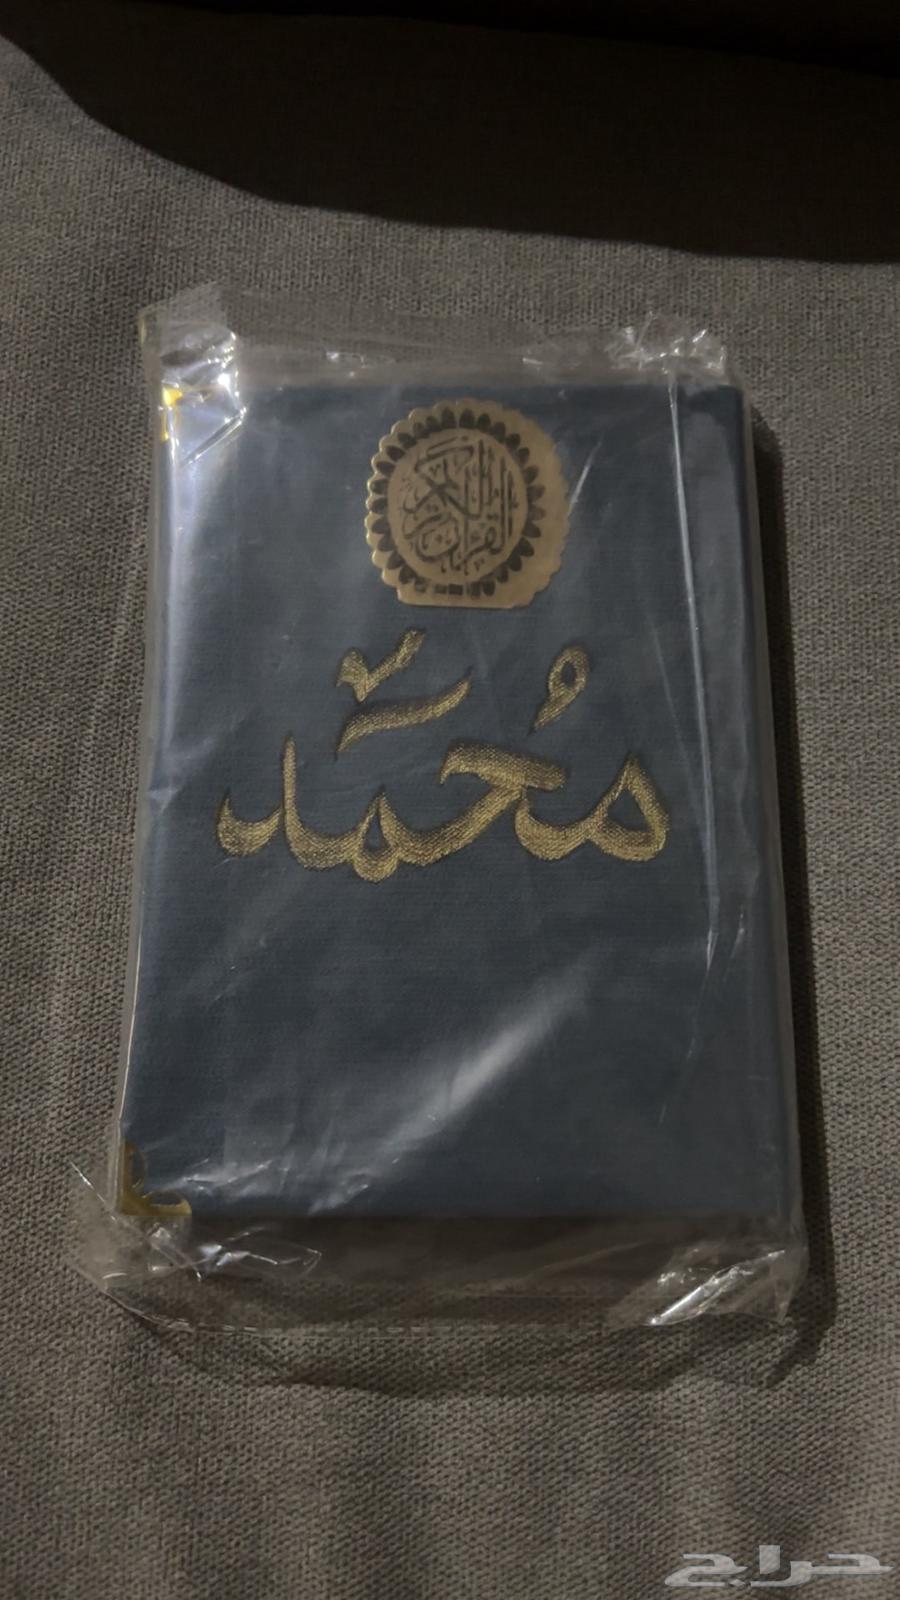 القرآن الكريم
مُحمَّد
حراج